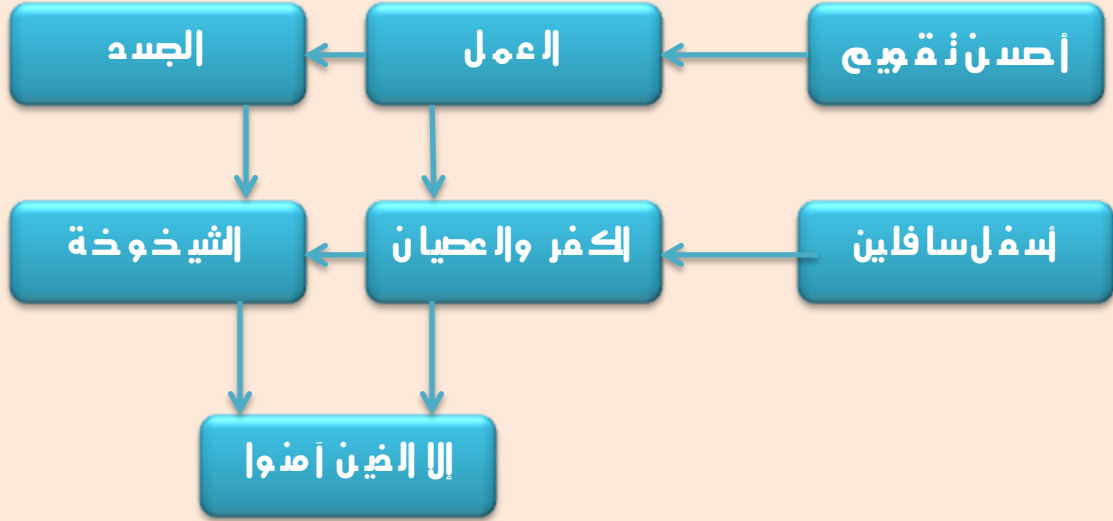 أحسن تقويم
العمل
الجسد
أسفل سافلين
الكفر والعصيان
الشيخوخة
إلا الذين آمنوا